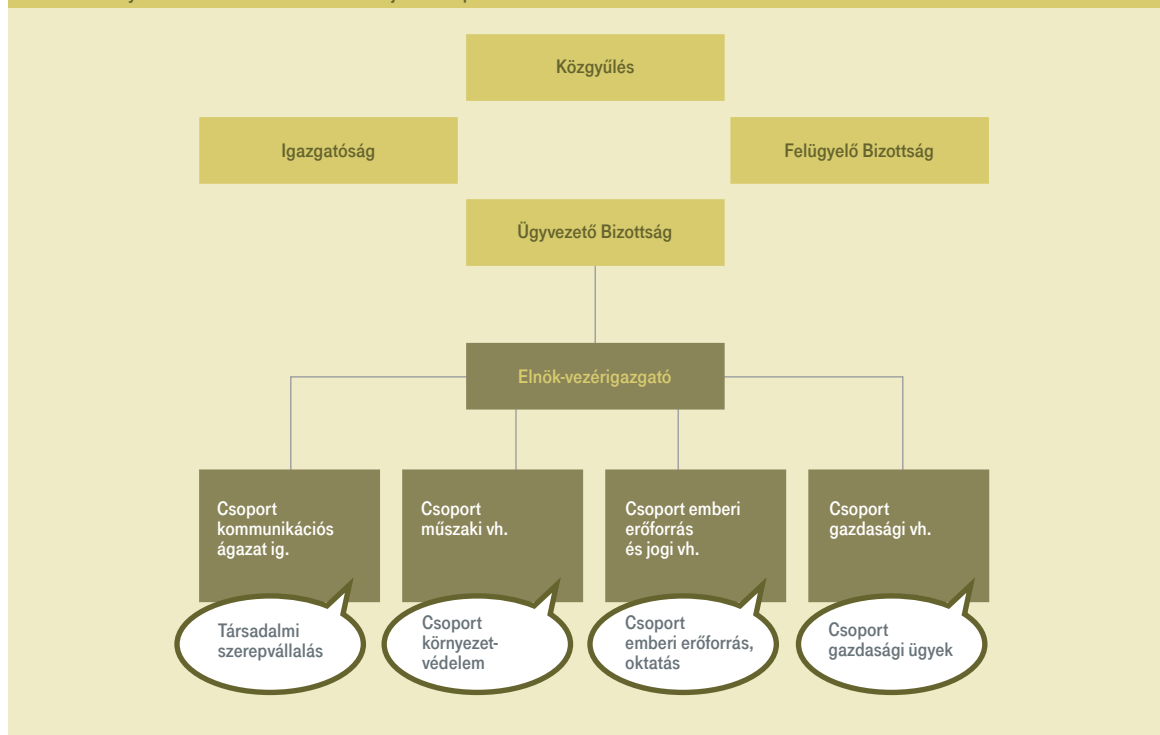 Közgyűlés
Igazgatóság
Felügyelő Bizottság
Ügyvezető Bizottság
Elnök-vezérigazgató
Csoport
kommunikációs
ágazat ig.
Csoport
műszaki vh.
Csoport emberi
erőforrás
és jogi vh.
Csoport
gazdasági vh.
Társadalmi
szerepvállalás
Csoport
környezet-
védelem
Csoport
emberi erőforrás,
oktatás
Csoport
gazdasági ügyek